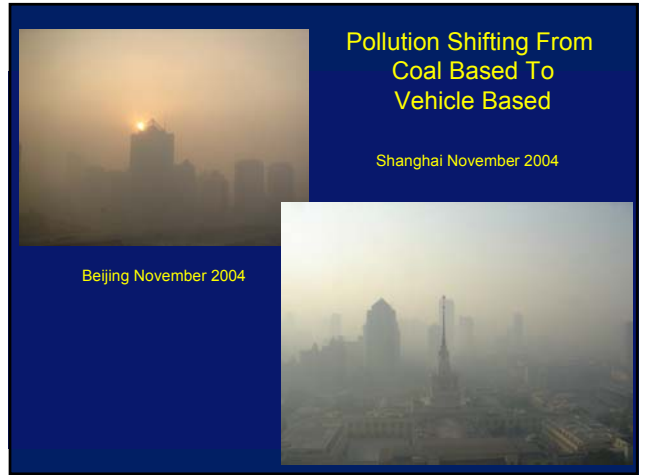 Pollution Shifting From
Coal Based To
Vehicle Based
Shanghai November 2004
Beijing November 2004